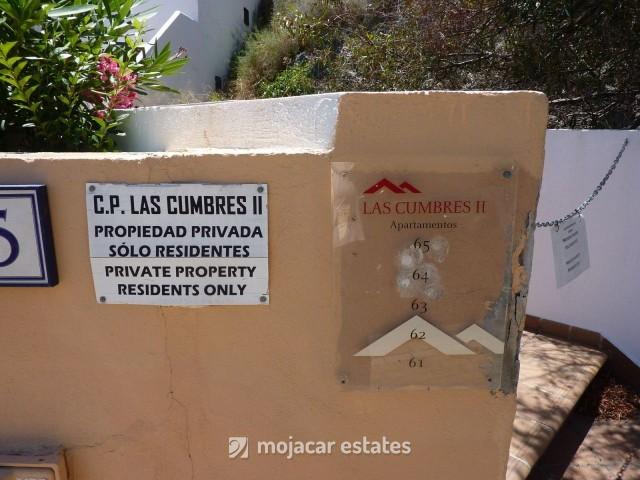 C.P. LAS CUMBRES II
PROPIEDAD PRIVADA
SÓLO RESIDENTES
PRIVATE PROPERTY
RESIDENTS ONLY
LAS CUMBRES II
Apartamentos
65
64
63
62
61
mojacar estates